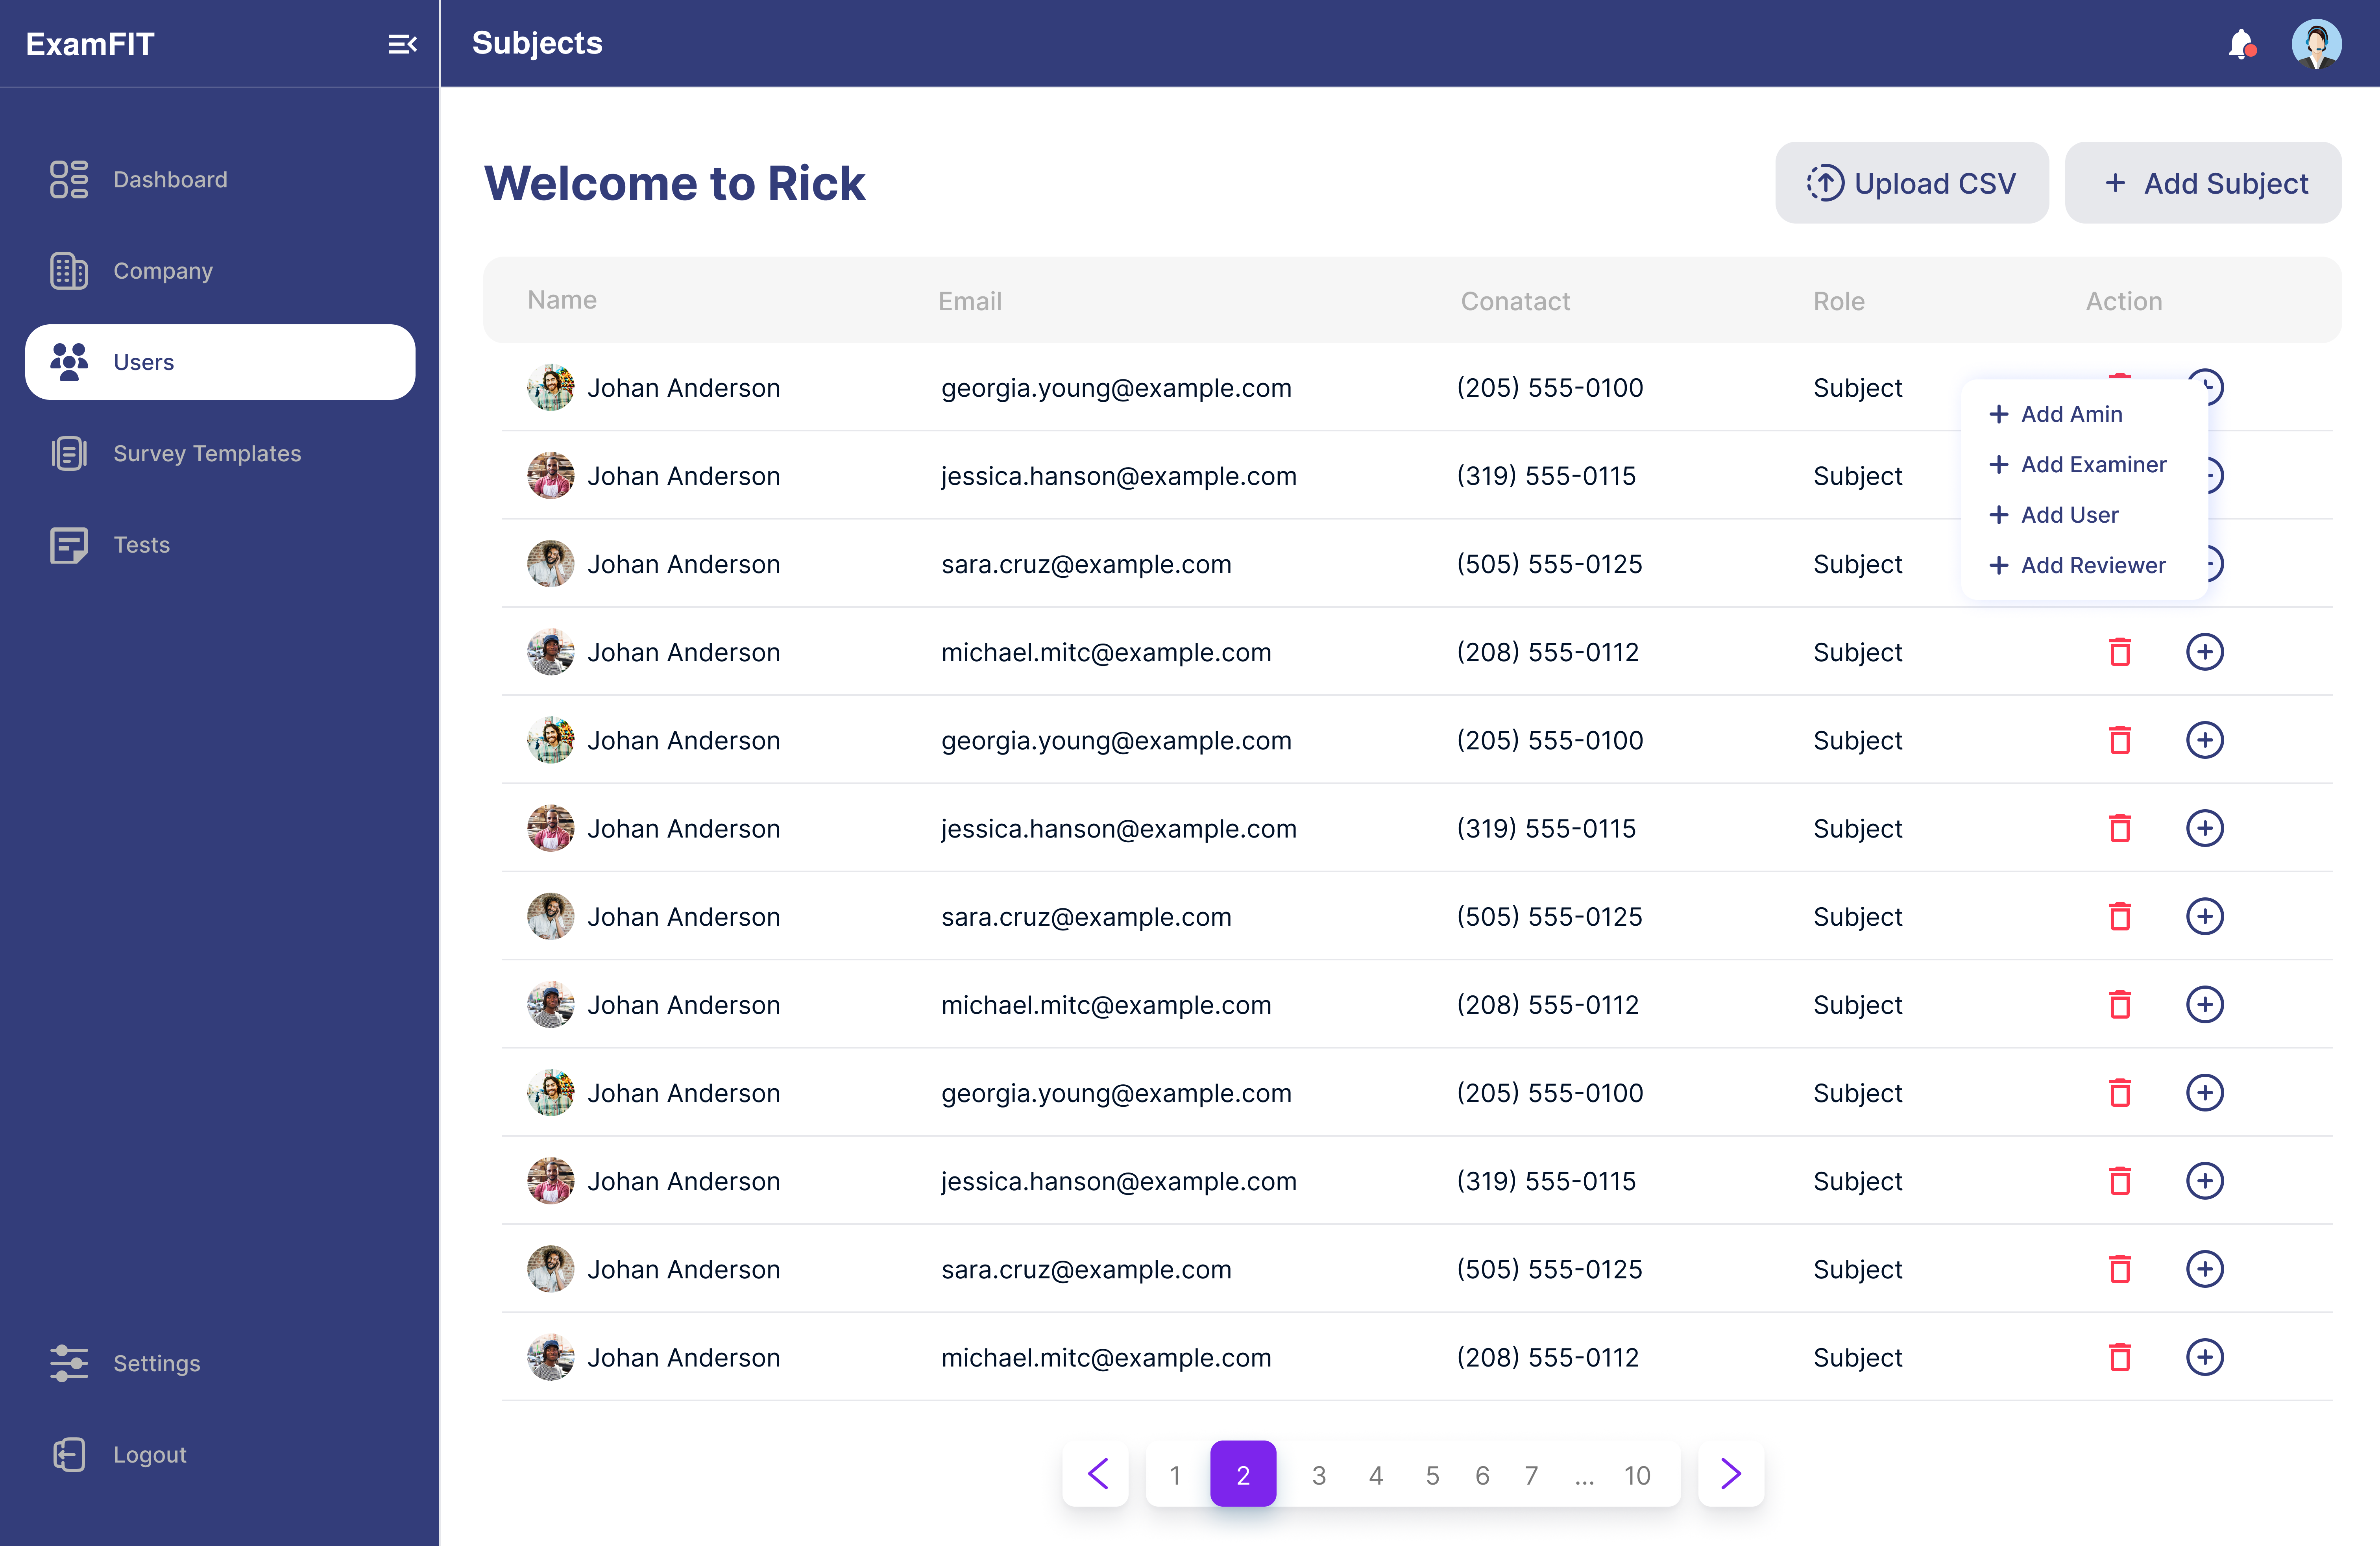 ExamFIT
Subjects
Dashboard
Company
Users
Survey Templates
Tests
Settings
Logout
Welcome to Rick
Upload CSV
+ Add Subject
Name Email Conatact Role Action
Johan Anderson georgia.young@example.com (205) 555-0100 Subject
Johan Anderson jessica.hanson@example.com (319) 555-0115 Subject
Johan Anderson sara.cruz@example.com (505) 555-0125 Subject
+ Add Amin
+ Add Examiner
+ Add User
+ Add Reviewer
Johan Anderson michael.mitc@example.com (208) 555-0112 Subject
Johan Anderson georgia.young@example.com (205) 555-0100 Subject
Johan Anderson jessica.hanson@example.com (319) 555-0115 Subject
Johan Anderson sara.cruz@example.com (505) 555-0125 Subject
Johan Anderson michael.mitc@example.com (208) 555-0112 Subject
Johan Anderson georgia.young@example.com (205) 555-0100 Subject
Johan Anderson jessica.hanson@example.com (319) 555-0115 Subject
Johan Anderson sara.cruz@example.com (505) 555-0125 Subject
Johan Anderson michael.mitc@example.com (208) 555-0112 Subject
1 2 3 4 5 6 7 ... 10